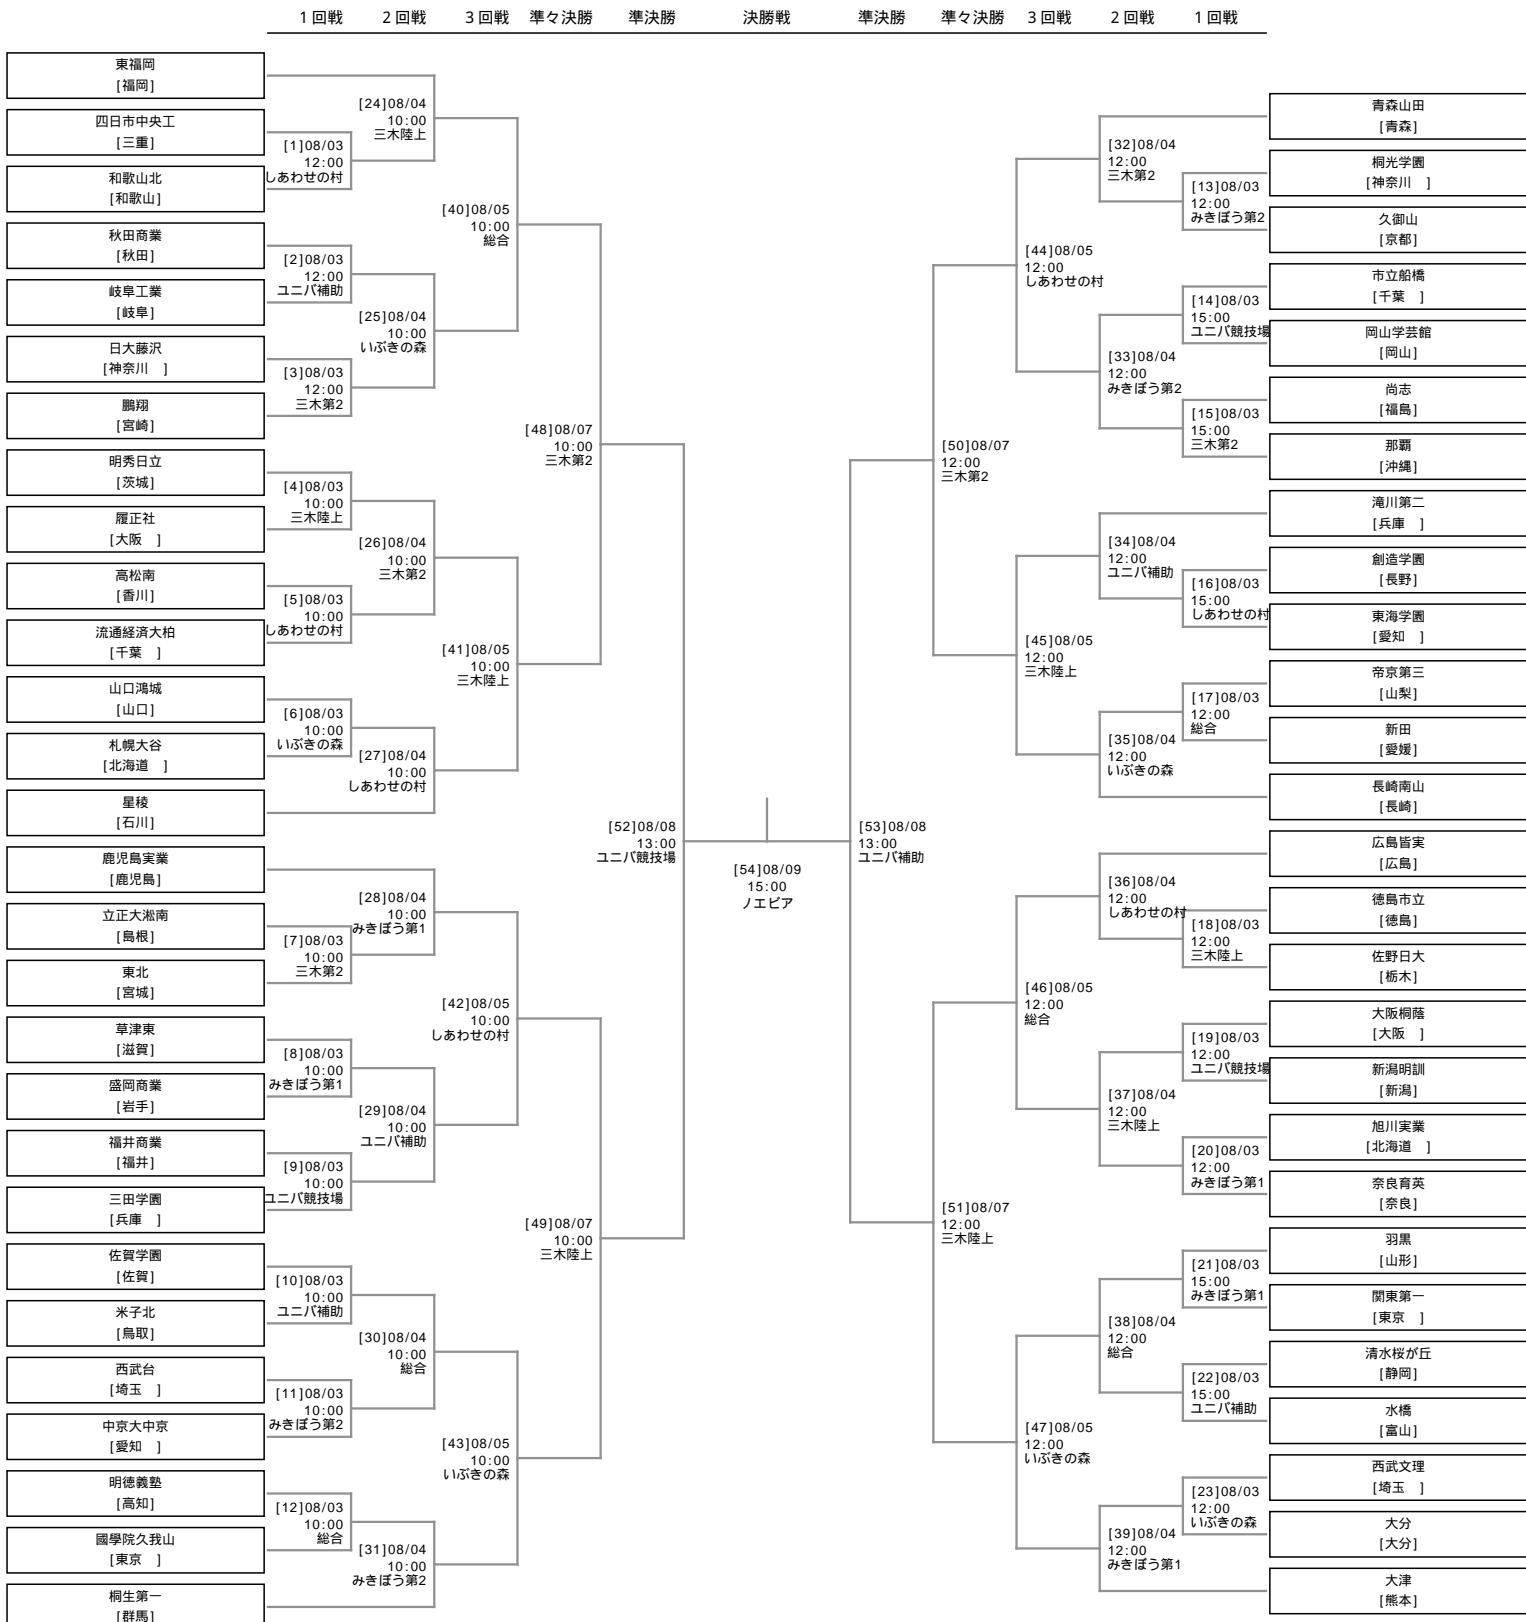 1回戦 2回戦 3回戦 準々決勝 準決勝 決勝戦 準決勝 準々決勝 3回戦 2回戦 1回戦
東福岡
[福岡]
四日市中央工
[三重]
和歌山北
[和歌山]
秋田商業
[秋田]
岐阜工業
[岐阜]
日大藤沢
[神奈川　]
鵬翔
[宮崎]
明秀日立
[茨城]
履正社
[大阪　]
高松南
[香川]
流通経済大柏
[千葉　]
山口鴻城
[山口]
札幌大谷
[北海道　]
星稜
[石川]
鹿児島実業
[鹿児島]
立正大淞南
[島根]
東北
[宮城]
草津東
[滋賀]
盛岡商業
[岩手]
福井商業
[福井]
三田学園
[兵庫　]
佐賀学園
[佐賀]
米子北
[鳥取]
西武台
[埼玉　]
中京大中京
[愛知　]
明徳義塾
[高知]
國學院久我山
[東京　]
桐生第一
[群馬]
[1]08/03
12:00
しあわせの村
[2]08/03
12:00
ユニバ補助
[3]08/03
12:00
三木第2
[4]08/03
10:00
三木陸上
[5]08/03
10:00
しあわせの村
[6]08/03
10:00
いぶきの森
[7]08/03
10:00
三木第2
[8]08/03
10:00
みきぼう第1
[9]08/03
10:00
ユニバ競技場
[10]08/03
10:00
ユニバ補助
[11]08/03
10:00
みきぼう第2
[12]08/03
10:00
総合
[24]08/04
10:00
三木陸上
[25]08/04
10:00
いぶきの森
[26]08/04
10:00
三木第2
[27]08/04
10:00
しあわせの村
[28]08/04
10:00
みきぼう第1
[29]08/04
10:00
ユニバ補助
[30]08/04
10:00
総合
[31]08/04
10:00
みきぼう第2
[40]08/05
10:00
総合
[41]08/05
10:00
三木陸上
[42]08/05
10:00
しあわせの村
[43]08/05
10:00
いぶきの森
[48]08/07
10:00
三木第2
[49]08/07
10:00
三木陸上
[52]08/08
13:00
ユニバ競技場
[54]08/09
15:00
ノエビア
[53]08/08
13:00
ユニバ補助
[50]08/07
12:00
三木第2
[51]08/07
12:00
三木陸上
[44]08/05
12:00
しあわせの村
[45]08/05
12:00
三木陸上
[46]08/05
12:00
総合
[47]08/05
12:00
いぶきの森
[32]08/04
12:00
三木第2
[33]08/04
12:00
みきぼう第2
[34]08/04
12:00
ユニバ補助
[35]08/04
12:00
いぶきの森
[36]08/04
12:00
しあわせの村
[37]08/04
12:00
三木陸上
[38]08/04
12:00
総合
[39]08/04
12:00
みきぼう第1
[13]08/03
12:00
みきぼう第2
[14]08/03
15:00
ユニバ競技場
[15]08/03
15:00
三木第2
[16]08/03
15:00
しあわせの村
[17]08/03
12:00
総合
[18]08/03
12:00
三木陸上
[19]08/03
12:00
ユニバ競技場
[20]08/03
12:00
みきぼう第1
[21]08/03
15:00
みきぼう第1
[22]08/03
15:00
ユニバ補助
[23]08/03
12:00
いぶきの森
青森山田
[青森]
桐光学園
[神奈川　]
久御山
[京都]
市立船橋
[千葉　]
岡山学芸館
[岡山]
尚志
[福島]
那覇
[沖縄]
滝川第二
[兵庫　]
創造学園
[長野]
東海学園
[愛知　]
帝京第三
[山梨]
新田
[愛媛]
長崎南山
[長崎]
広島皆実
[広島]
徳島市立
[徳島]
佐野日大
[栃木]
大阪桐蔭
[大阪　]
新潟明訓
[新潟]
旭川実業
[北海道　]
奈良育英
[奈良]
羽黒
[山形]
関東第一
[東京　]
清水桜が丘
[静岡]
水橋
[富山]
西武文理
[埼玉　]
大分
[大分]
大津
[熊本]